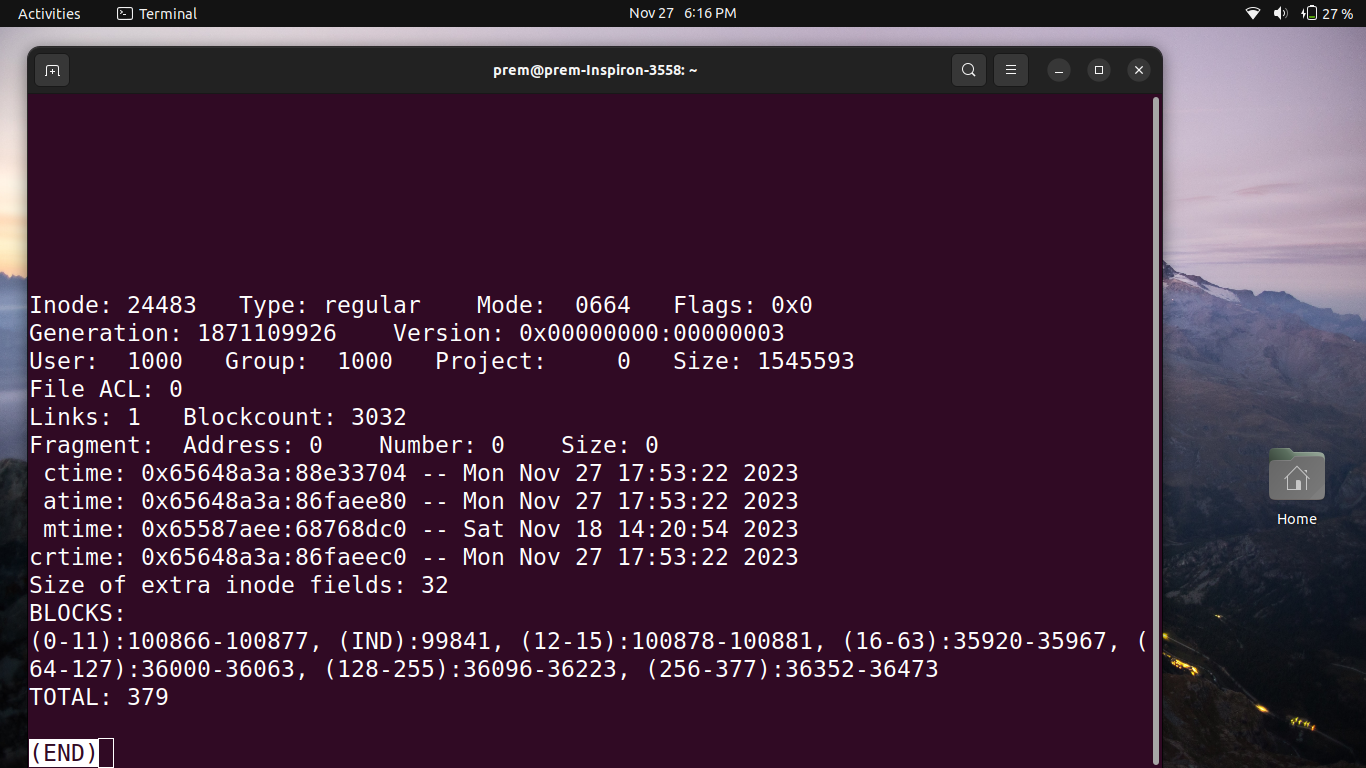 Activities Terminal Nov 27 6:16 PM 27 %
prem@prem-Inspiron-3558: ~
Inode: 24483   Type: regular    Mode:  0664   Flags: 0x0
Generation: 1871109926    Version: 0x00000000:00000003
User:  1000   Group:  1000   Project:     0   Size: 1545593
File ACL: 0
Links: 1   Blockcount: 3032
Fragment:  Address: 0    Number: 0    Size: 0
 ctime: 0x65648a3a:88e33704 -- Mon Nov 27 17:53:22 2023
 atime: 0x65648a3a:86faee80 -- Mon Nov 27 17:53:22 2023
 mtime: 0x65587aee:68768dc0 -- Sat Nov 18 14:20:54 2023
crtime: 0x65648a3a:86faeec0 -- Mon Nov 27 17:53:22 2023
Size of extra inode fields: 32
BLOCKS:
(0-11):100866-100877, (IND):99841, (12-15):100878-100881, (16-63):35920-35967, (
64-127):36000-36063, (128-255):36096-36223, (256-377):36352-36473
TOTAL: 379
(END)
Home